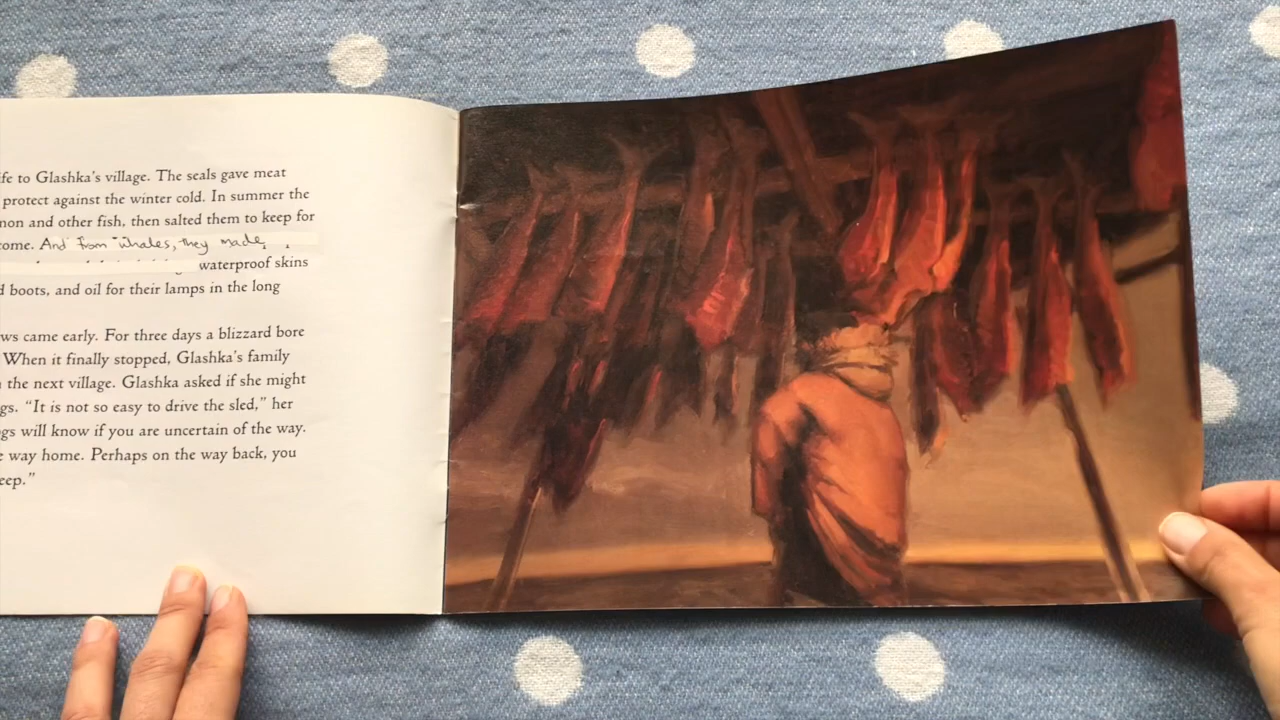 ife to Glashka's village. The seals gave meat
protect against the winter cold. In summer the
non and other fish, then salted them to keep for
come. And from whales, they made
waterproof skins
d boots, and oil for their lamps in the long
ws came early. For three days a blizzard bore
When it finally stopped, Glashka's family
the next village. Glashka asked if she might
gs. "It is not so easy to drive the sled," her
gs will know if you are uncertain of the way.
e way home. Perhaps on the way back, you
eep."